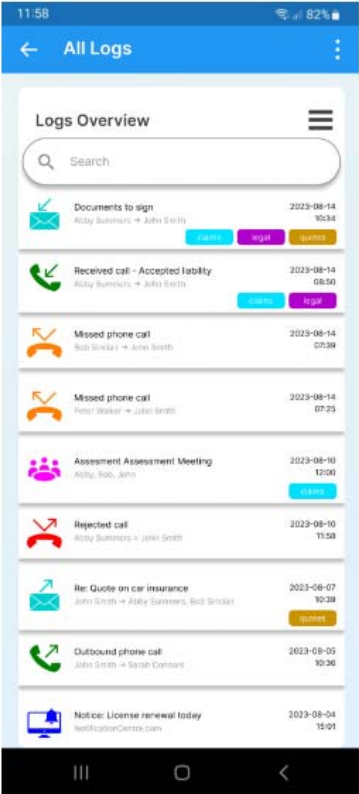 11:58 82%
All Logs
Logs Overview
Search
Documents to sign 2023-08-14
Abby Summers → John Smith 10:34
claims legal quotes
Received call - Accepted liability 2023-08-14
Abby Summers → John Smith 08:50
claims legal
Missed phone call 2023-08-14
Bob Sinclair → John Smith 07:39
Missed phone call 2023-08-14
Peter Walker → John Smith 07:25
Assesment Assessment Meeting 2023-08-10
Abby, Bob, John 12:00
claims
Rejected call 2023-08-10
Abby Summers > John Smith 11:58
Re: Quote on car insurance 2023-08-07
John Smith → Abby Summers, Bob Sinclair 10:39
quotes
Outbound phone call 2023-08-05
John Smith → Sarah Connors 10:36
Notice: License renewal today 2023-08-04
NotificationCentre.com 15:01